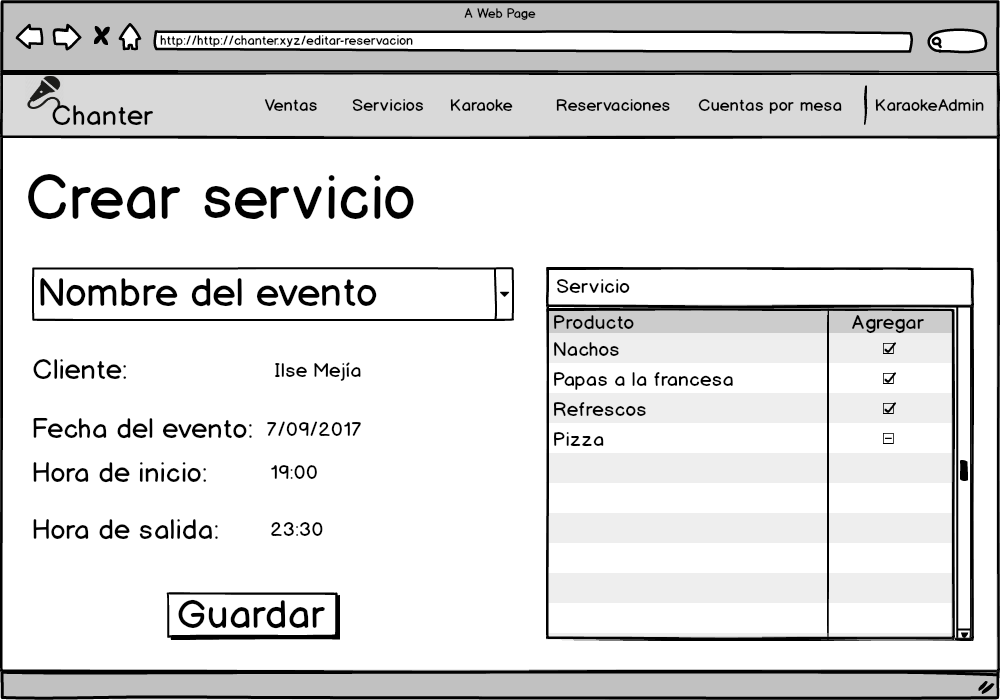 A Web Page
http://http://chanter.xyz/editar-reservacion
Chanter
Ventas Servicios Karaoke Reservaciones Cuentas por mesa KaraokeAdmin
Crear servicio
Nombre del evento
Cliente: Ilse Mejía
Fecha del evento: 7/09/2017
Hora de inicio: 19:00
Hora de salida: 23:30
Guardar
Servicio
Producto Agregar
Nachos
Papas a la francesa
Refrescos
Pizza